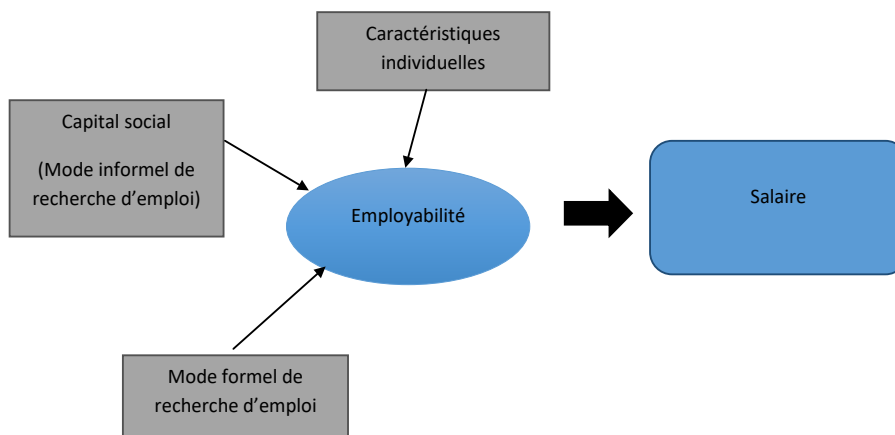 Caractéristiques
individuelles
Capital social
(Mode informel de
recherche d'emploi)
Employabilité
Salaire
Mode formel de
recherche d'emploi